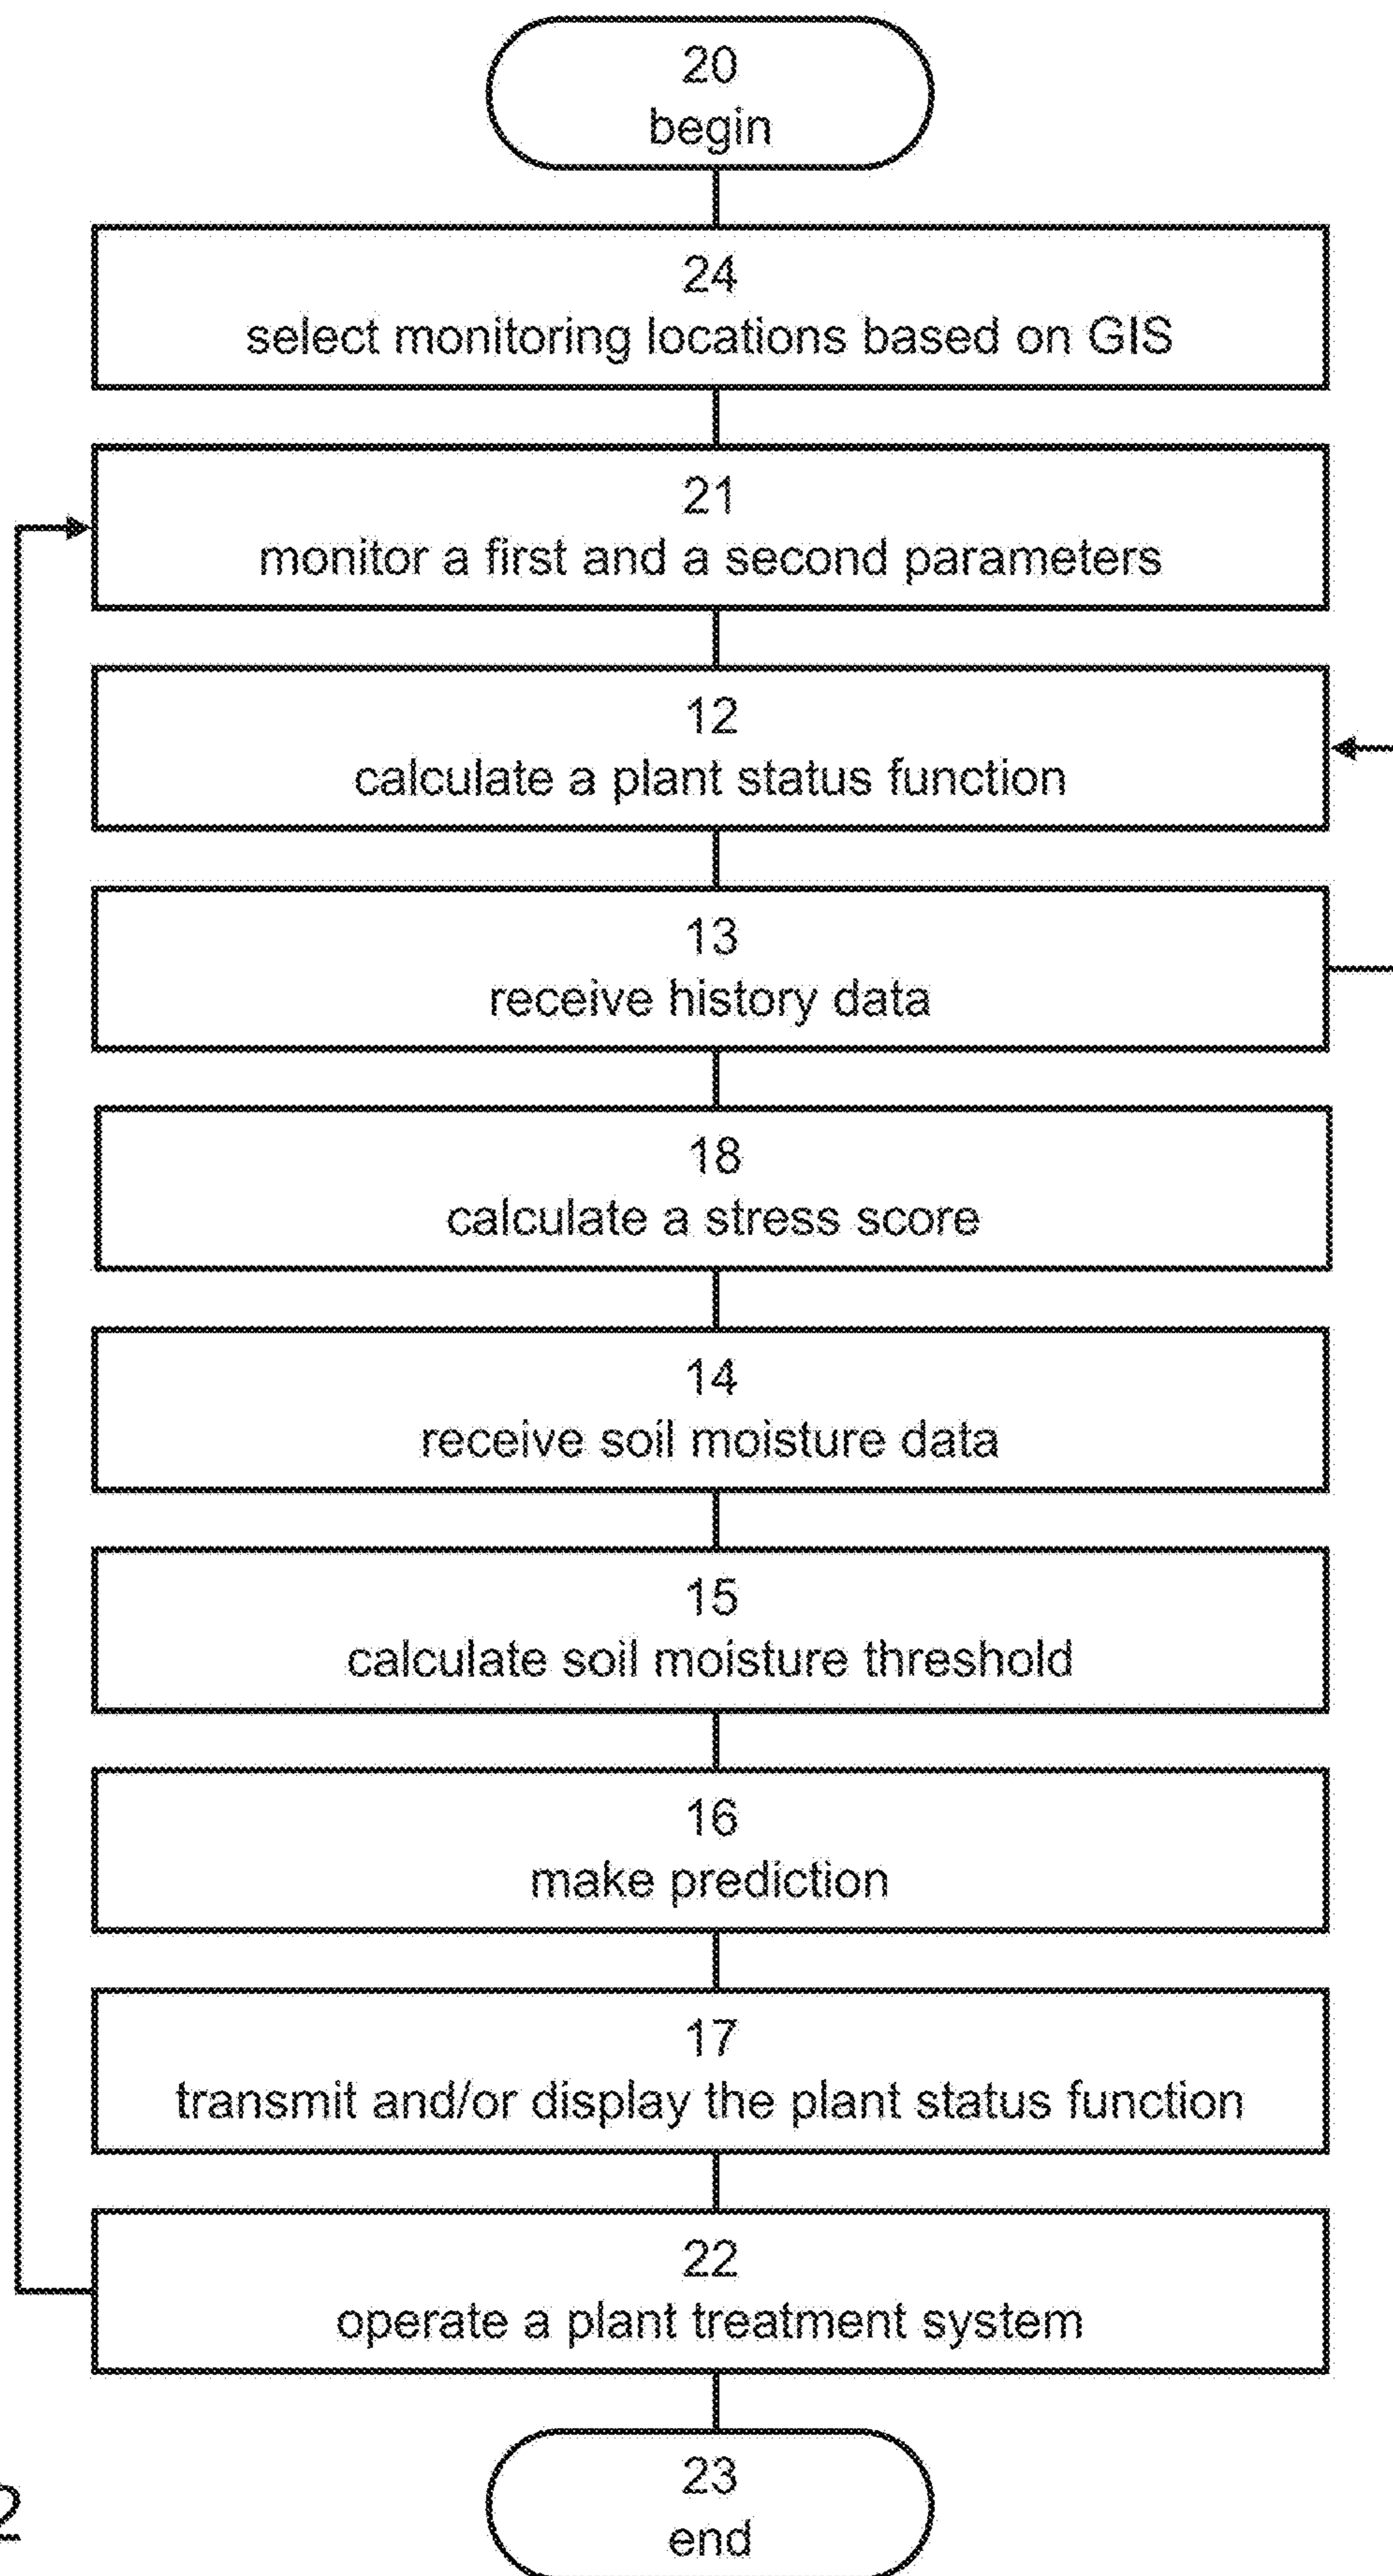 20
begin
24
select monitoring locations based on GIS
21
monitor a first and a second parameters
12
calculate a plant status function
13
receive history data
18
calculate a stress score
14
receive soil moisture data
15
calculate soil moisture threshold
16
make prediction
17
transmit and/or display the plant status function
22
operate a plant treatment system
23
end
2